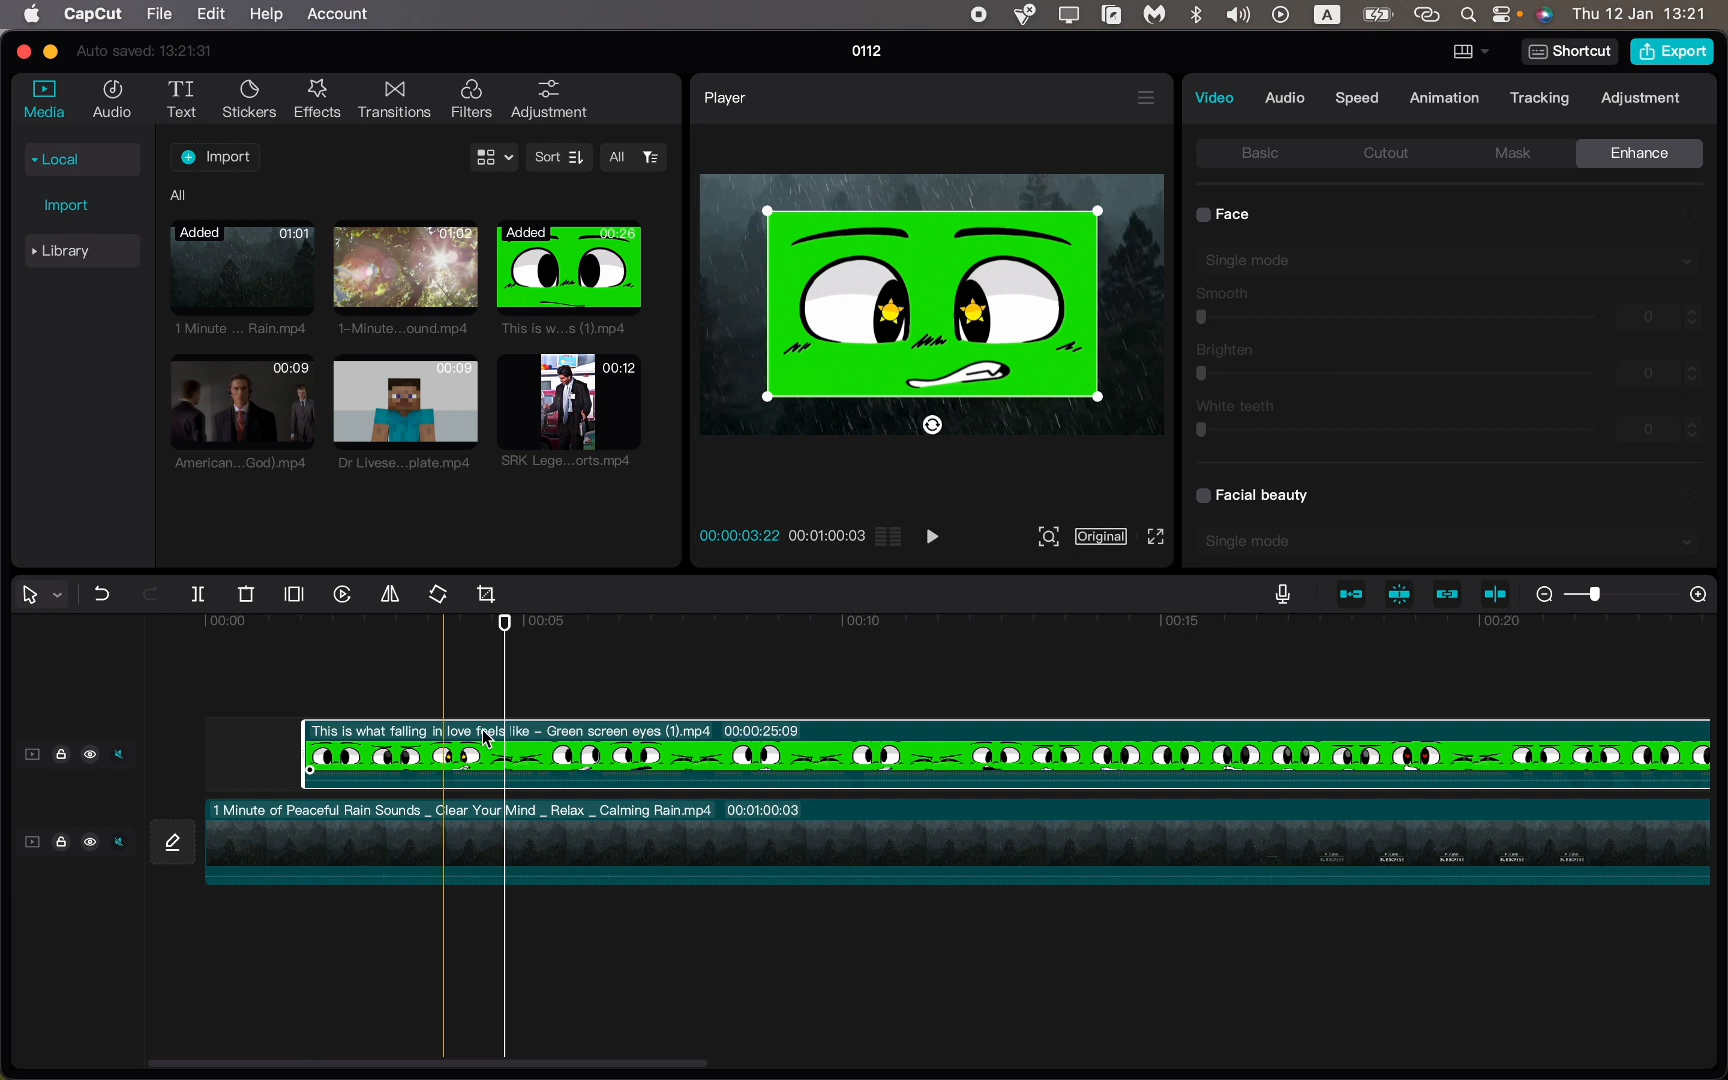 CapCut File Edit Help Account
A Thu 12 Jan 13:21
Auto saved: 13:21:31 0112 Shortcut Export
Media Audio Text Stickers Effects Transitions Filters Adjustment
Player
Video Audio Speed Animation Tracking Adjustment
Local
Import
Library
Import Sort All
All
Added 01:01
01:02
Added 00:26
1 Minute ... Rain.mp4
1-Minute...ound.mp4
This is w...s (1).mp4
00:09
00:09
00:12
American...God).mp4
Dr Livese...plate.mp4
SRK Lege...orts.mp4
00:00:03:22 00:01:00:03 Original
Basic Cutout Mask Enhance
Face
Single mode
Smooth
0
Brighten
0
White teeth
0
Facial beauty
Single mode
00:00 00:05 00:10 00:15 00:20
This is what falling in love feels like - Green screen eyes (1).mp4 00:00:25:09
1 Minute of Peaceful Rain Sounds _ Clear Your Mind _ Relax _ Calming Rain.mp4 00:01:00:03